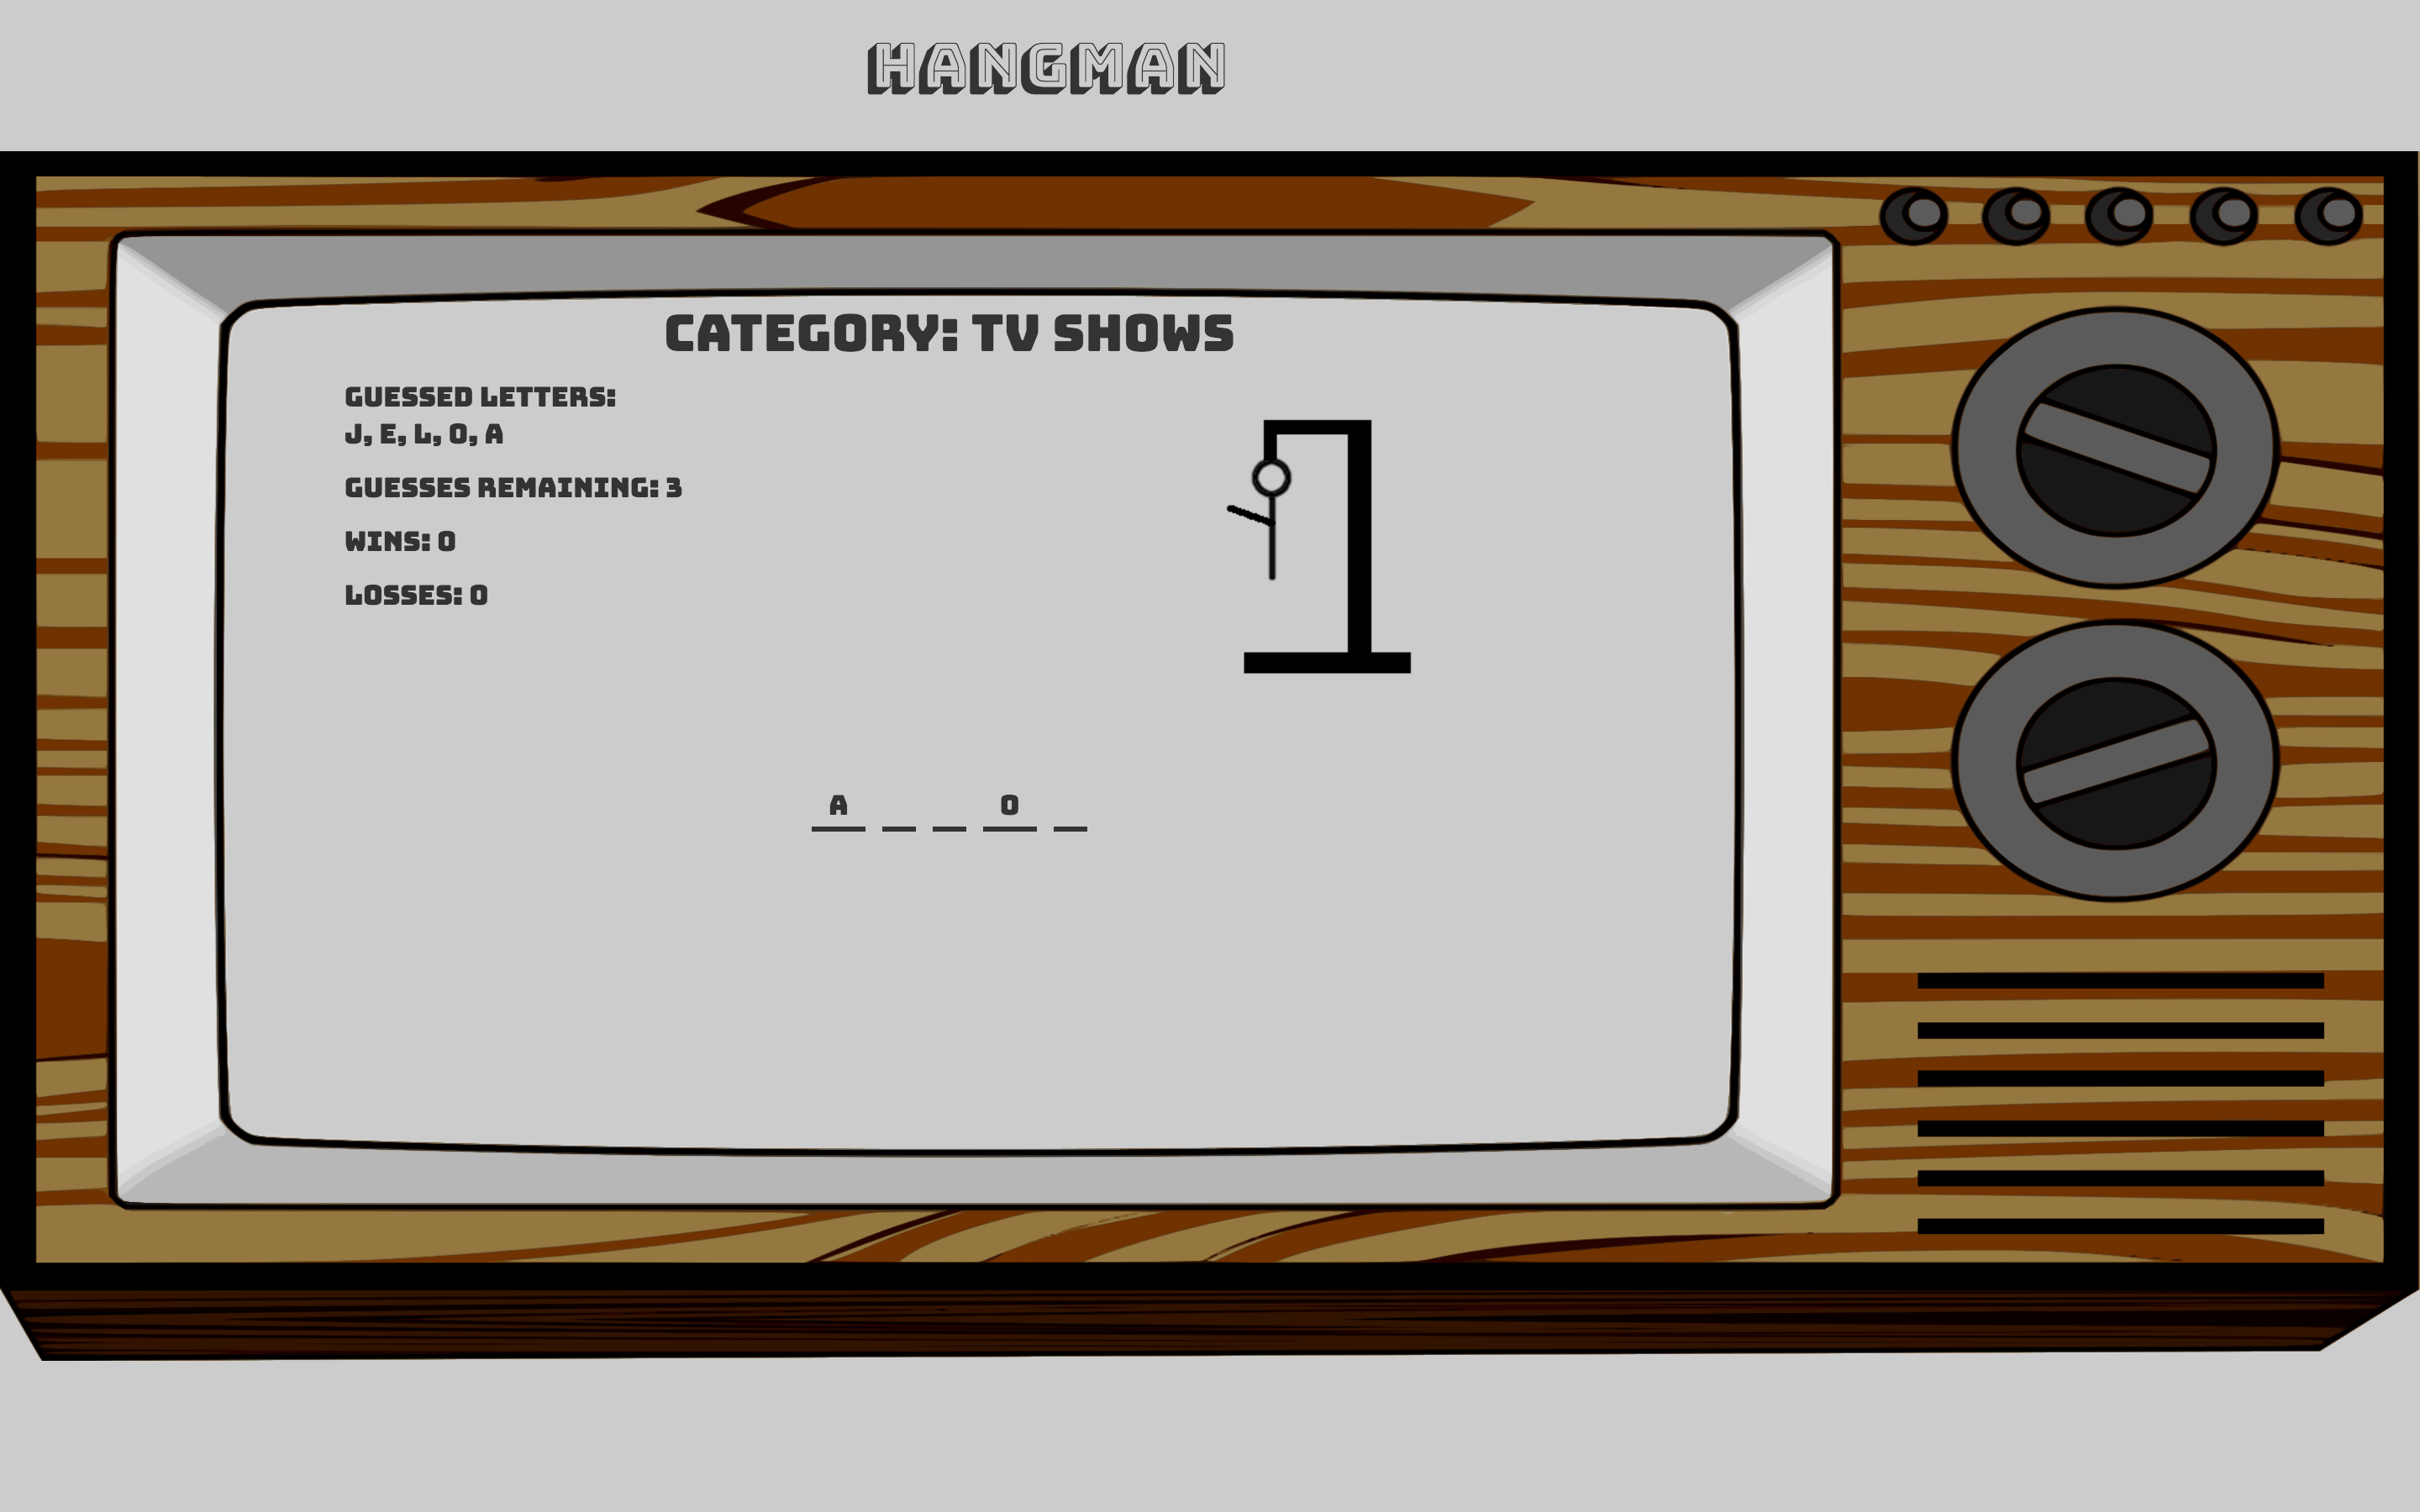 HANGMAN
CATEGORY: TV SHOWS
GUESSED LETTERS:
J, E, L, O, A
GUESSES REMAINING: 3
WINS: 0
LOSSES: 0
A _ _ O _